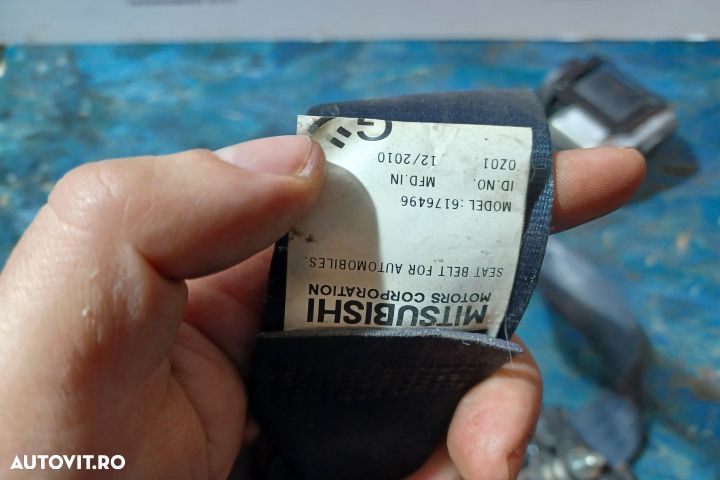 MITSUBISHI
MOTORS CORPORATION
SEAT BELT FOR AUTOMOBILES.
MODEL :6176496
ID.NO. MFD.IN
0Z01 12/2010
G
AUTOVIT.RO